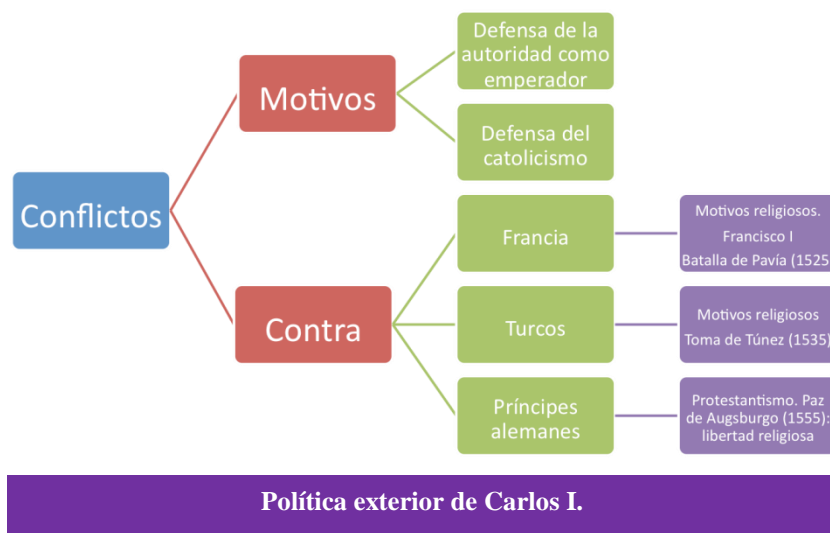 Conflictos
Motivos
Defensa de la
autoridad como
emperador
Defensa del
catolicismo
Contra
Francia
Motivos religiosos.
Francisco I
Batalla de Pavía (1525
Turcos
Motivos religiosos
Toma de Túnez (1535)
Príncipes
alemanes
Protestantismo. Paz
de Augsburgo (1555):
libertad religiosa
Política exterior de Carlos I.